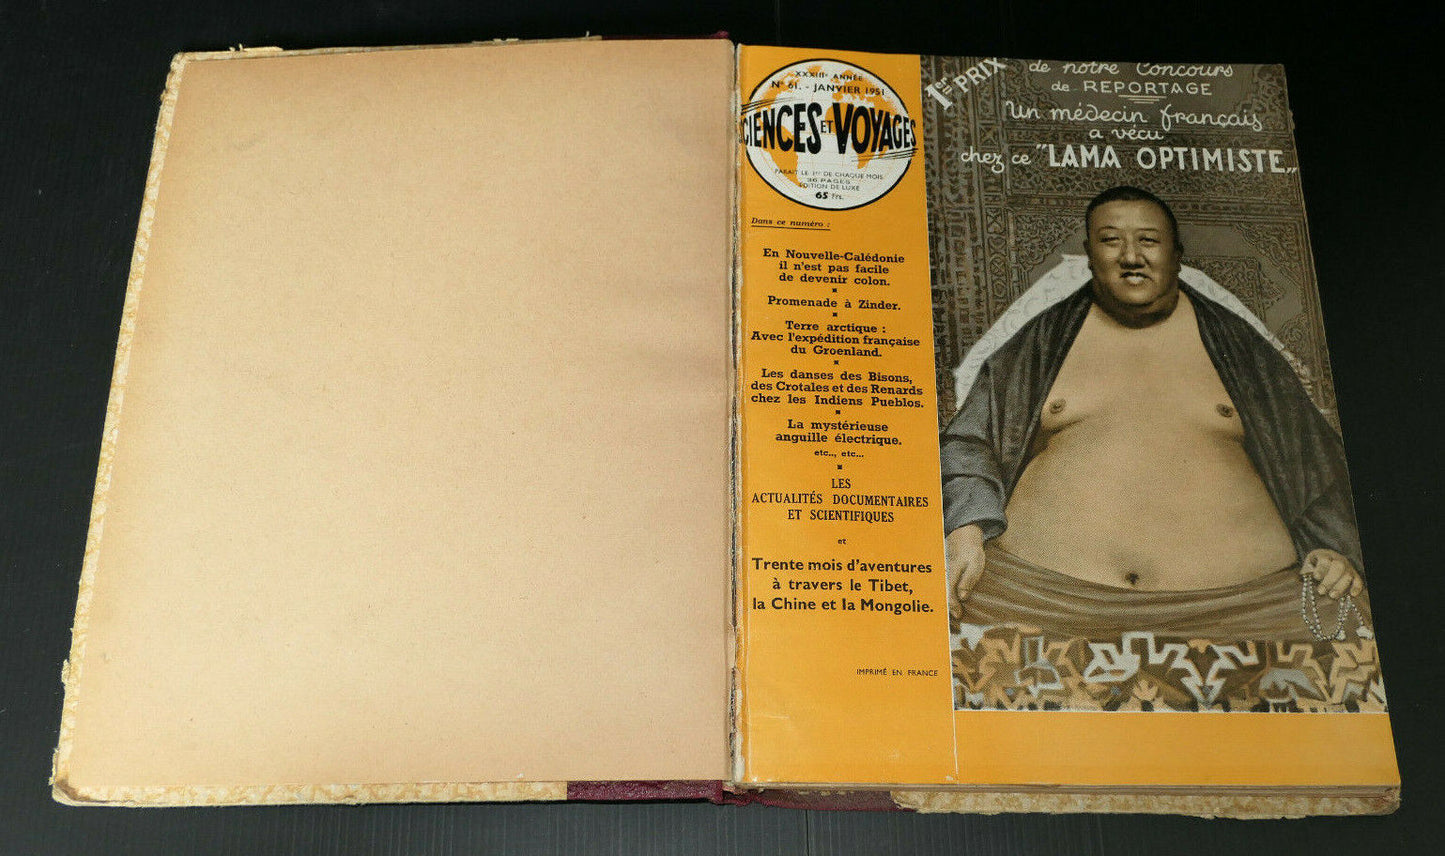 XXXIIIᵉ ANNÉE
Nº 61. - JANVIER 1951
CIENCES ET VOYAGES
PARAIT LE 1ᵉʳ DE CHAQUE MOIS
36 PAGES
ÉDITION DE LUXE
65 Frs.
Dans ce numéro :
En Nouvelle-Calédonie
il n'est pas facile
de devenir colon.
Promenade à Zinder.
Terre arctique :
Avec l'expédition française
du Groenland.
Les danses des Bisons,
des Crotales et des Renards
chez les Indiens Pueblos.
La mystérieuse
anguille électrique.
etc.., etc...
LES
ACTUALITÉS DOCUMENTAIRES
ET SCIENTIFIQUES
et
Trente mois d'aventures
à travers le Tibet,
la Chine et la Mongolie.
IMPRIMÉ EN FRANCE
1er PRIX de notre Concours
de REPORTAGE
Un médecin français
a vécu
chez ce "LAMA OPTIMISTE"